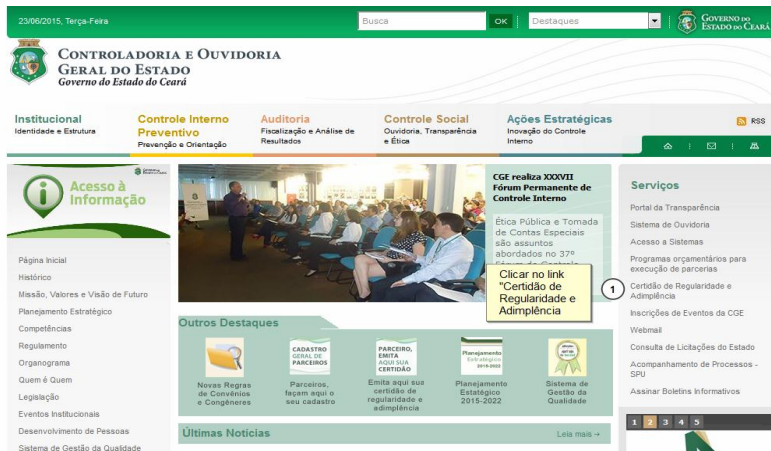 23/06/2015, Terça-Feira
Busca
OK
Destaques
GOVERNO DO
ESTADO DO CEARÁ
CONTROLADORIA E OUVIDORIA
GERAL DO ESTADO
Governo do Estado do Ceará
Institucional
Identidade e Estrutura
Controle Interno
Preventivo
Prevenção e Orientação
Auditoria
Fiscalização e Análise de
Resultados
Controle Social
Ouvidoria, Transparência
e Ética
Ações Estratégicas
Inovação do Controle
Interno
RSS
Acesso à
Informação
Página Inicial
Histórico
Missão, Valores e Visão de Futuro
Planejamento Estratégico
Competências
Regulamento
Organograma
Quem é Quem
Legislação
Eventos Institucionais
Desenvolvimento de Pessoas
Sistema de Gestão da Qualidade
CGE realiza XXXVII
Fórum Permanente de
Controle Interno
Ética Pública e Tomada
de Contas Especiais
são assuntos
abordados no 37º
Fórum de Controle
Clicar no link
"Certidão de
Regularidade e
Adimplência
1
Outros Destaques
CADASTRO
GERAL DE
PARCEIROS
PARCEIRO,
EMITA
AQUI SUA
CERTIDÃO
Planejamento
Estratégico
2015-2022
Novas Regras
de Convênios
e Congêneres
Parceiros,
façam aqui o
seu cadastro
Emita aqui sua
certidão de
regularidade e
adimplência
Planejamento
Estatégico
2015-2022
Sistema de
Gestão da
Qualidade
Últimas Notícias
Leia mais →
Serviços
Portal da Transparência
Sistema de Ouvidoria
Acesso a Sistemas
Programas orçamentários para
execução de parcerias
Certidão de Regularidade e
Adimplência
Inscrições de Eventos da CGE
Webmail
Consulta de Licitações do Estado
Acompanhamento de Processos -
SPU
Assinar Boletins Informativos
1 2 3 4 5